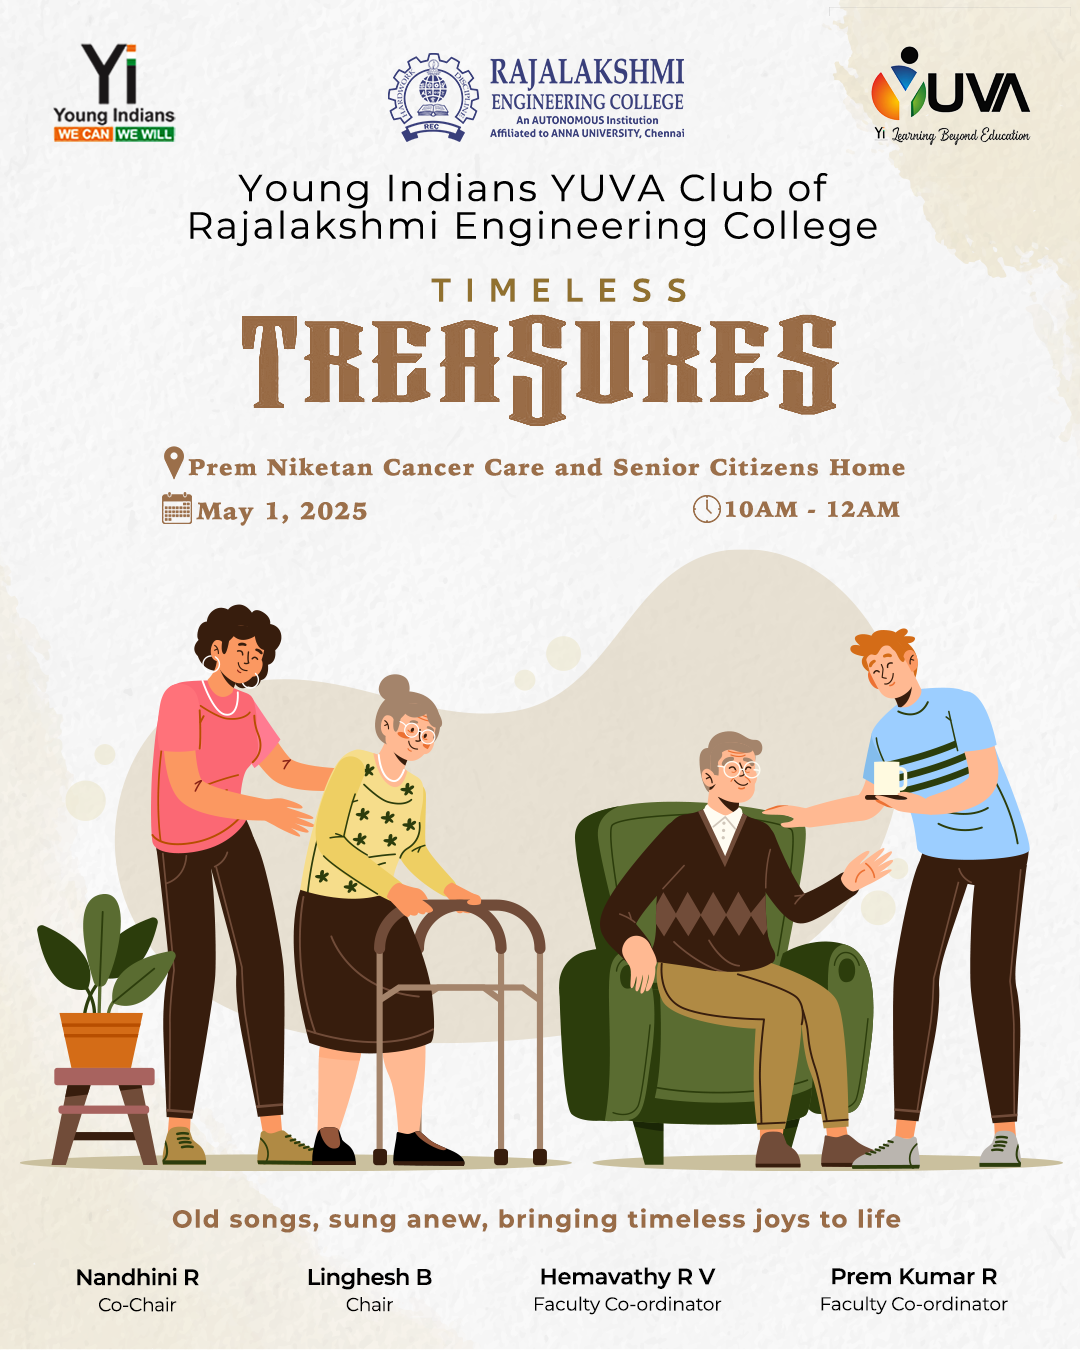 Yi
Young Indians
WE CAN WE WILL
HARDWORK DISCIPLINE
REC
RAJALAKSHMI
ENGINEERING COLLEGE
An AUTONOMOUS Institution
Affiliated to ANNA UNIVERSITY, Chennai
YUVA
Yi Learning Beyond Education
Young Indians YUVA Club of
Rajalakshmi Engineering College
TIMELESS
TREASURES
Prem Niketan Cancer Care and Senior Citizens Home
May 1, 2025
10AM - 12AM
Old songs, sung anew, bringing timeless joys to life
Nandhini R
Co-Chair
Linghesh B
Chair
Hemavathy R V
Faculty Co-ordinator
Prem Kumar R
Faculty Co-ordinator